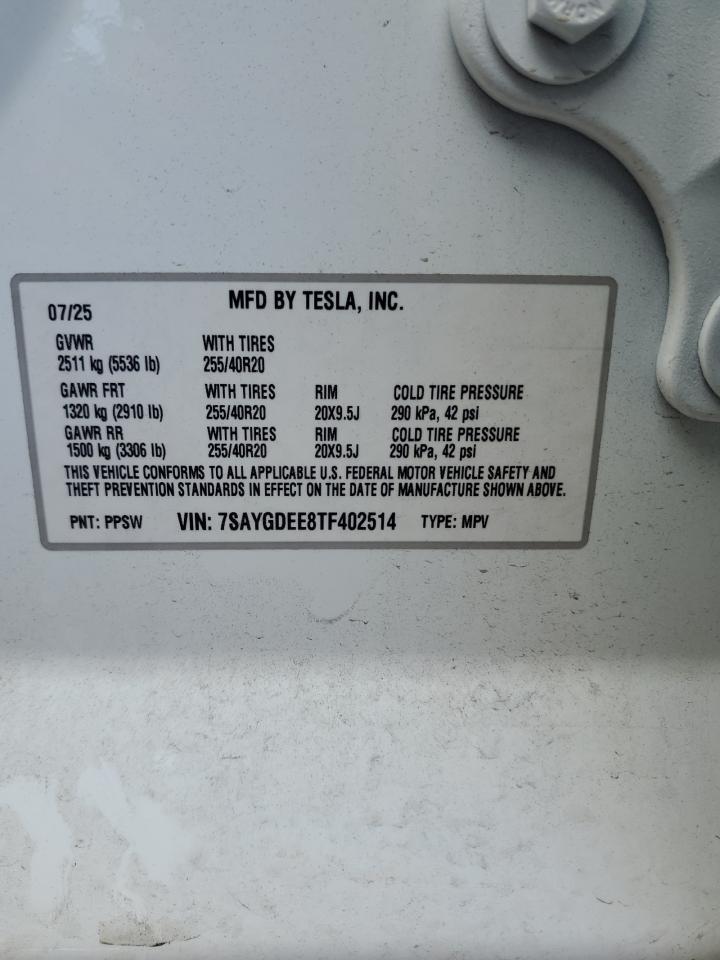 07/25 MFD BY TESLA, INC.
GVWR WITH TIRES
2511 kg (5536 lb) 255/40R20
GAWR FRT WITH TIRES RIM COLD TIRE PRESSURE
1320 kg (2910 lb) 255/40R20 20X9.5J 290 kPa, 42 psi
GAWR RR WITH TIRES RIM COLD TIRE PRESSURE
1500 kg (3306 lb) 255/40R20 20X9.5J 290 kPa, 42 psi
THIS VEHICLE CONFORMS TO ALL APPLICABLE U.S. FEDERAL MOTOR VEHICLE SAFETY AND
THEFT PREVENTION STANDARDS IN EFFECT ON THE DATE OF MANUFACTURE SHOWN ABOVE.
PNT: PPSW VIN: 7SAYGDEE8TF402514 TYPE: MPV